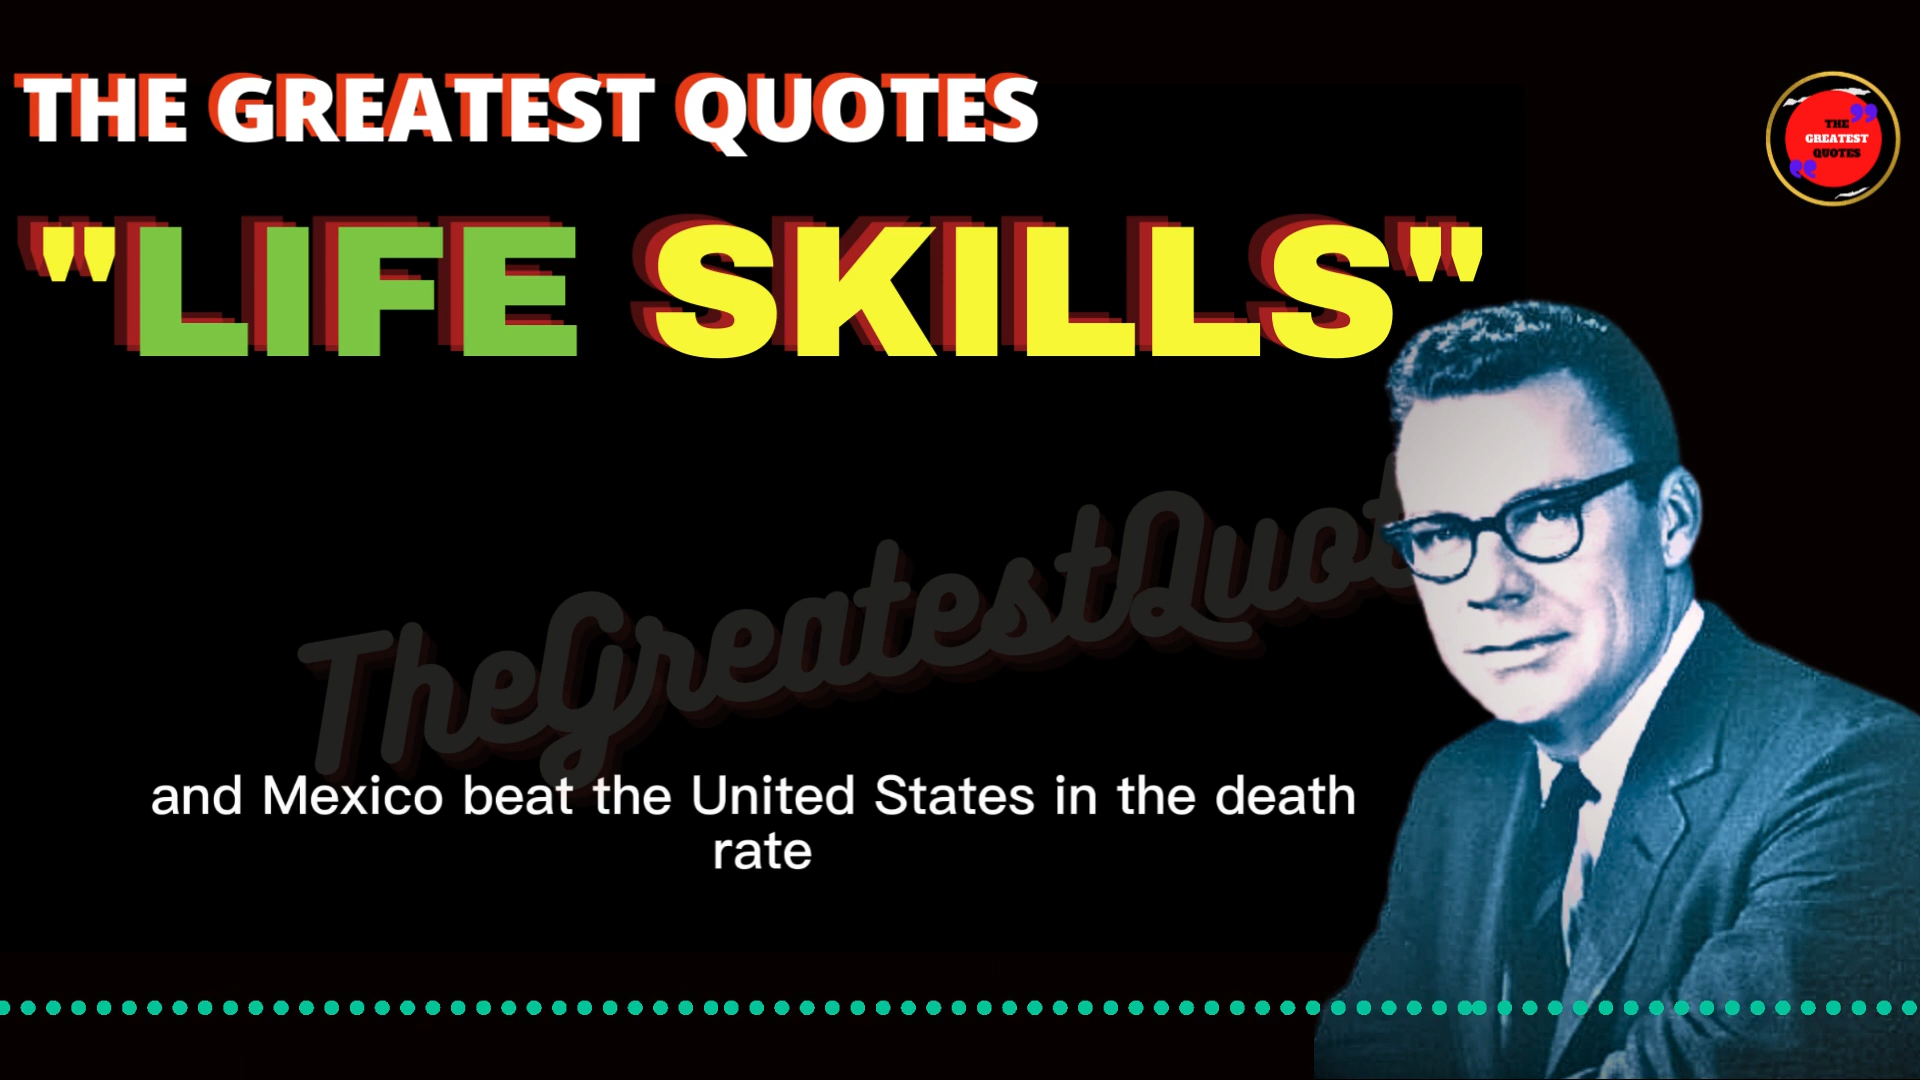 THE GREATEST QUOTES
THE
GREATEST
QUOTES
"LIFE SKILLS"
TheGreatestQuot
and Mexico beat the United States in the death
rate